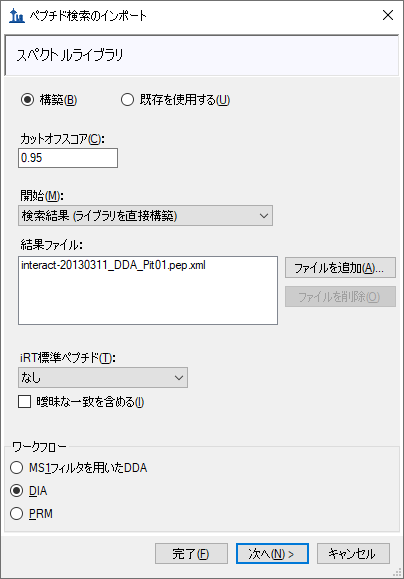 ペプチド検索のインポート
スペクトルライブラリ
構築(B)
既存を使用する(U)
カットオフスコア(C):
0.95
開始(M):
検索結果 (ライブラリを直接構築)
結果ファイル:
interact-20130311_DDA_Pit01.pep.xml
ファイルを追加(A)...
ファイルを削除(O)
iRT標準ペプチド(T):
なし
曖昧な一致を含める(I)
ワークフロー
MS1フィルタを用いたDDA
DIA
PRM
完了(F)
次へ(N) >
キャンセル